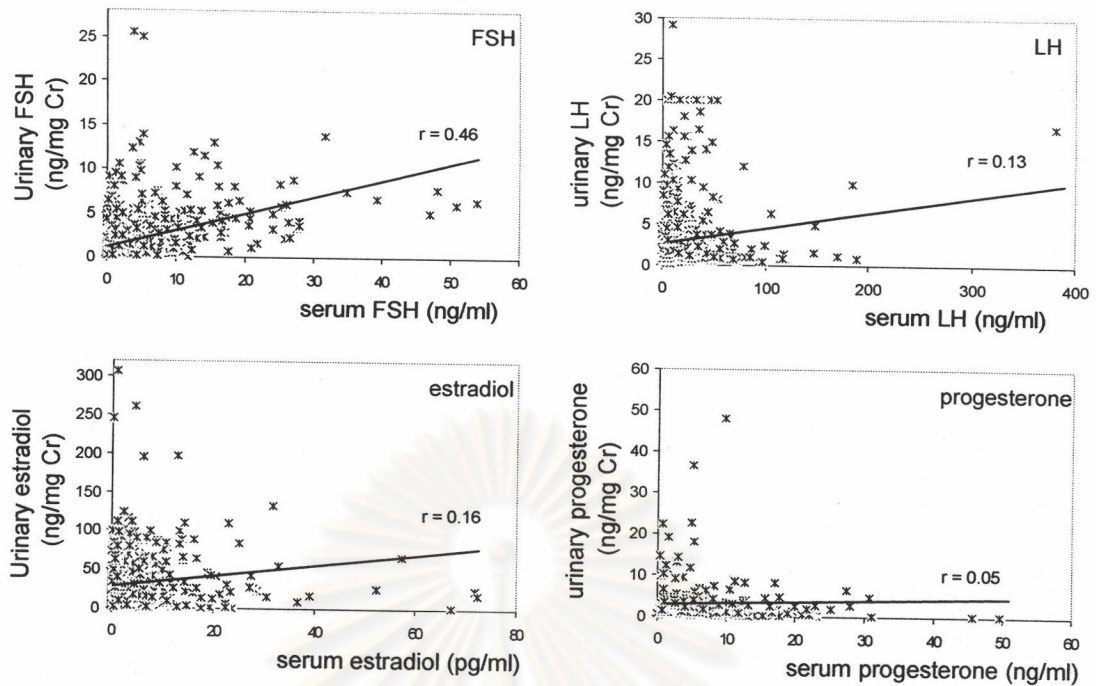 FSH
Urinary FSH
(ng/mg Cr)
25
20
15
10
5
0
r = 0.46
0 10 20 30 40 50 60
serum FSH (ng/ml)
LH
urinary LH
(ng/mg Cr)
30
25
20
15
10
5
0
r = 0.13
0 100 200 300 400
serum LH (ng/ml)
estradiol
Urinary estradiol
(ng/mg Cr)
300
250
200
150
100
50
0
r = 0.16
0 20 40 60 80
serum estradiol (pg/ml)
progesterone
urinary progesterone
(ng/mg Cr)
60
50
40
30
20
10
0
r = 0.05
0 10 20 30 40 50 60
serum progesterone (ng/ml)